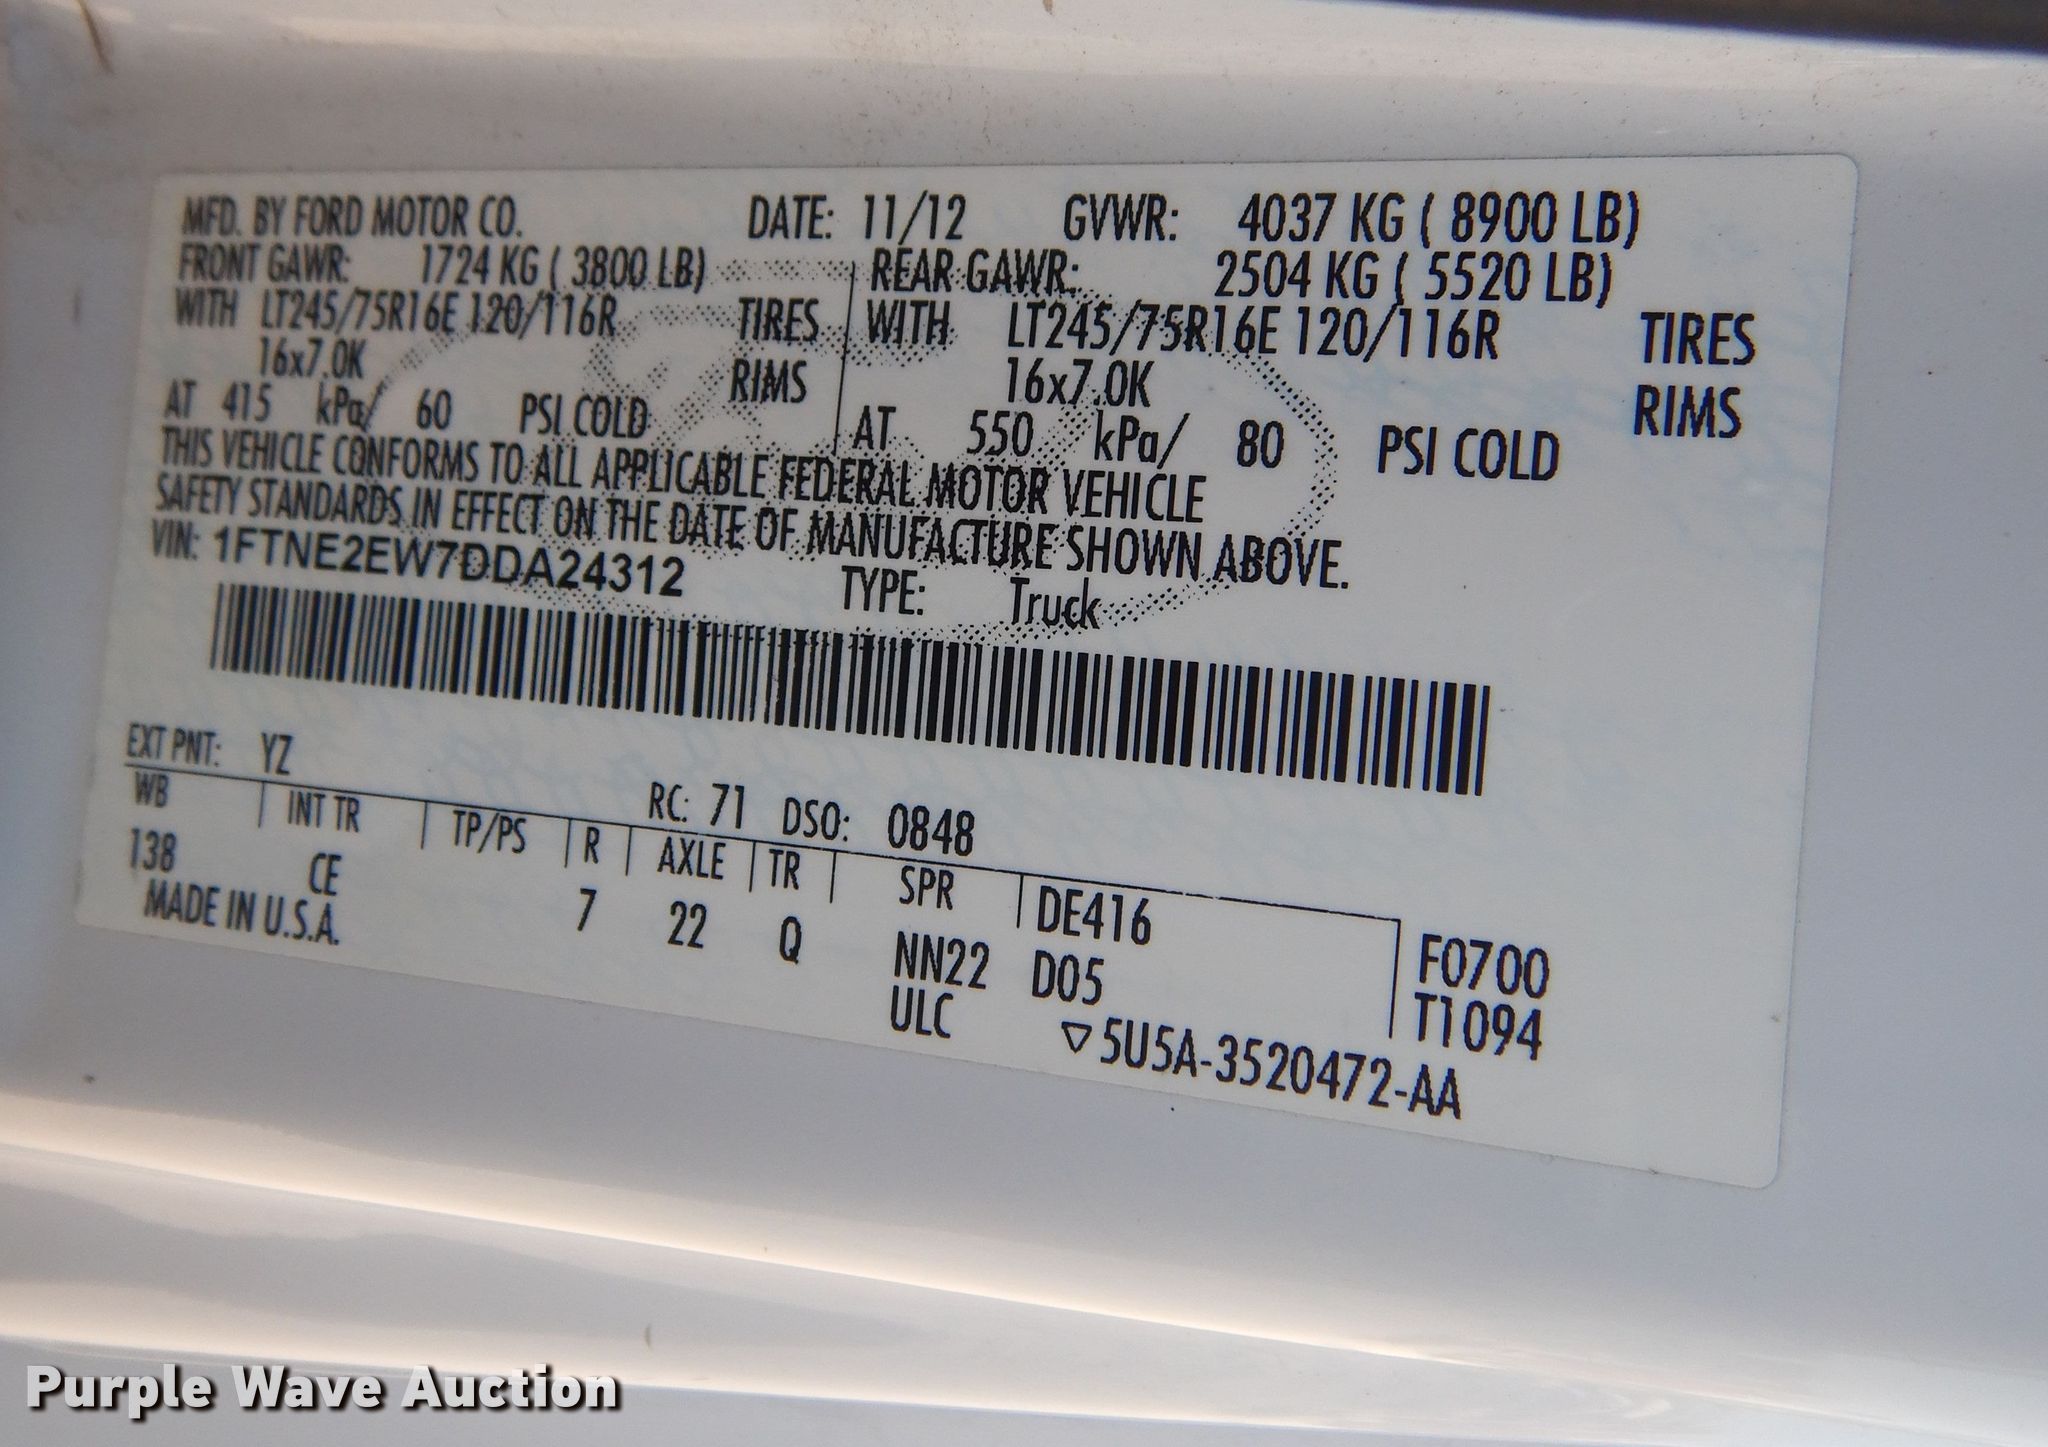 MFD. BY FORD MOTOR CO. DATE: 11/12 GVWR: 4037 KG ( 8900 LB)
FRONT GAWR: 1724 KG ( 3800 LB) REAR GAWR: 2504 KG ( 5520 LB)
WITH LT245/75R16E 120/116R TIRES WITH LT245/75R16E 120/116R TIRES
16x7.0K RIMS 16x7.0K RIMS
AT 415 kPa/ 60 PSI COLD AT 550 kPa/ 80 PSI COLD
THIS VEHICLE CONFORMS TO ALL APPLICABLE FEDERAL MOTOR VEHICLE
SAFETY STANDARDS IN EFFECT ON THE DATE OF MANUFACTURE SHOWN ABOVE.
VIN: 1FTNE2EW7DDA24312 TYPE: Truck
EXT PNT: YZ RC: 71 DSO: 0848
WB INT TR TP/PS R AXLE TR SPR DE416 F0700
138 CE 7 22 Q NN22 D05 T1094
MADE IN U.S.A. ULC ▽5U5A-3520472-AA
Purple Wave Auction